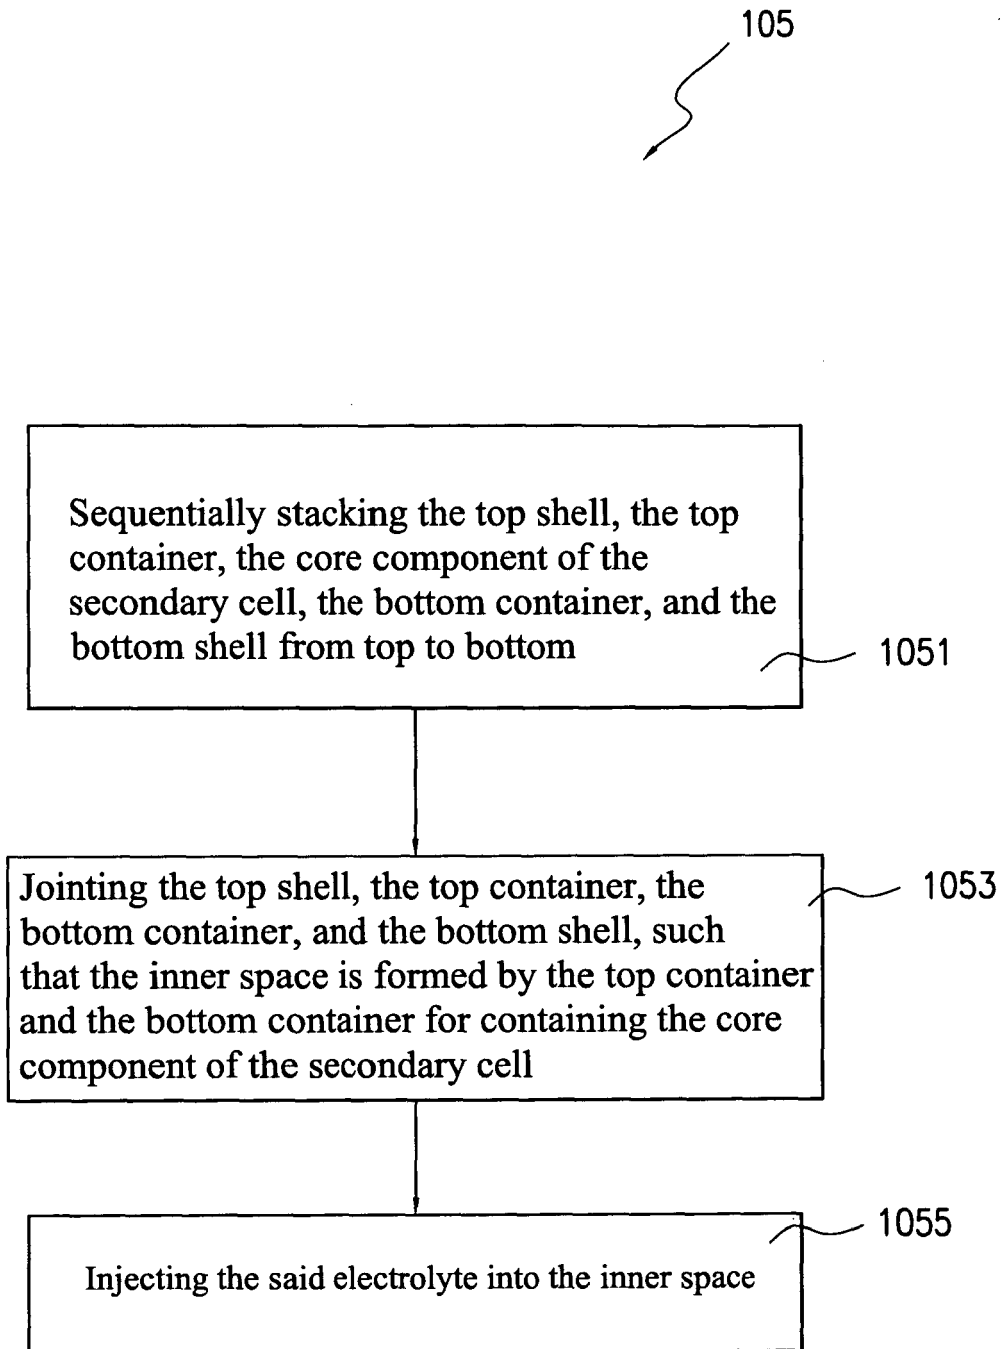 105
Sequentially stacking the top shell, the top
container, the core component of the
secondary cell, the bottom container, and the
bottom shell from top to bottom
1051
Jointing the top shell, the top container, the
bottom container, and the bottom shell, such
that the inner space is formed by the top container
and the bottom container for containing the core
component of the secondary cell
1053
Injecting the said electrolyte into the inner space
1055